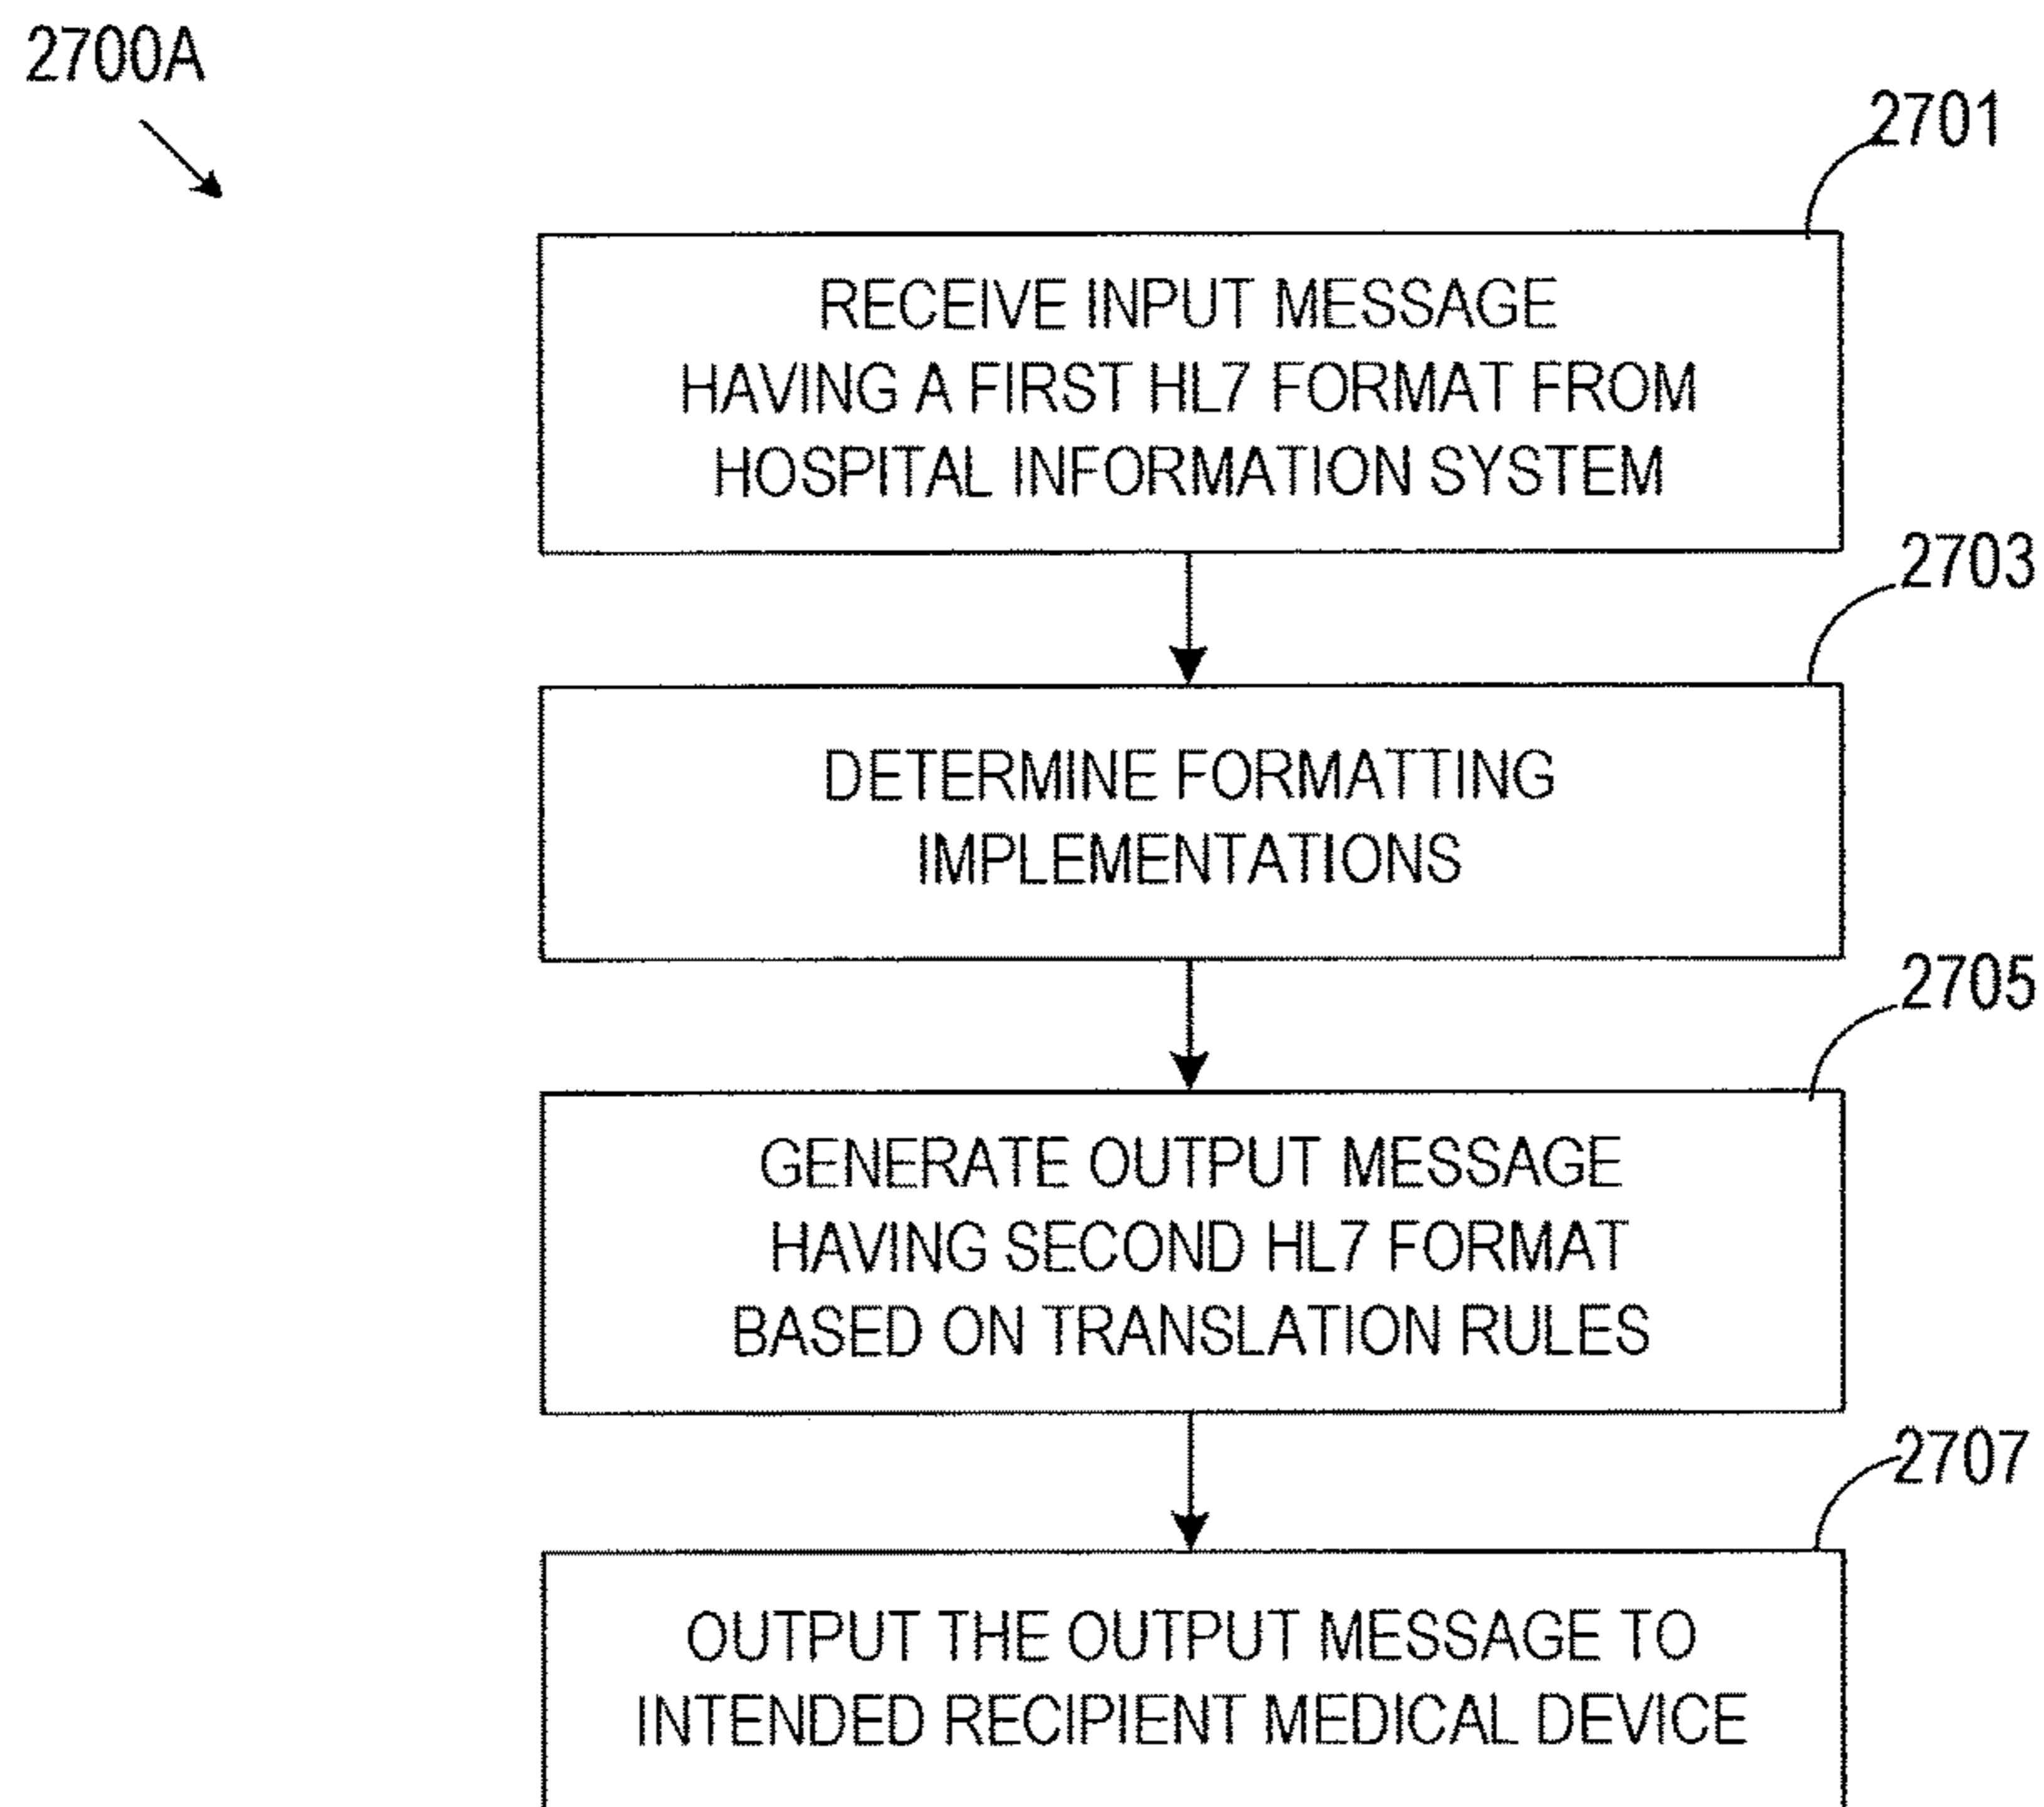 2700A
2701
RECEIVE INPUT MESSAGE
HAVING A FIRST HL7 FORMAT FROM
HOSPITAL INFORMATION SYSTEM
2703
DETERMINE FORMATTING
IMPLEMENTATIONS
2705
GENERATE OUTPUT MESSAGE
HAVING SECOND HL7 FORMAT
BASED ON TRANSLATION RULES
2707
OUTPUT THE OUTPUT MESSAGE TO
INTENDED RECIPIENT MEDICAL DEVICE